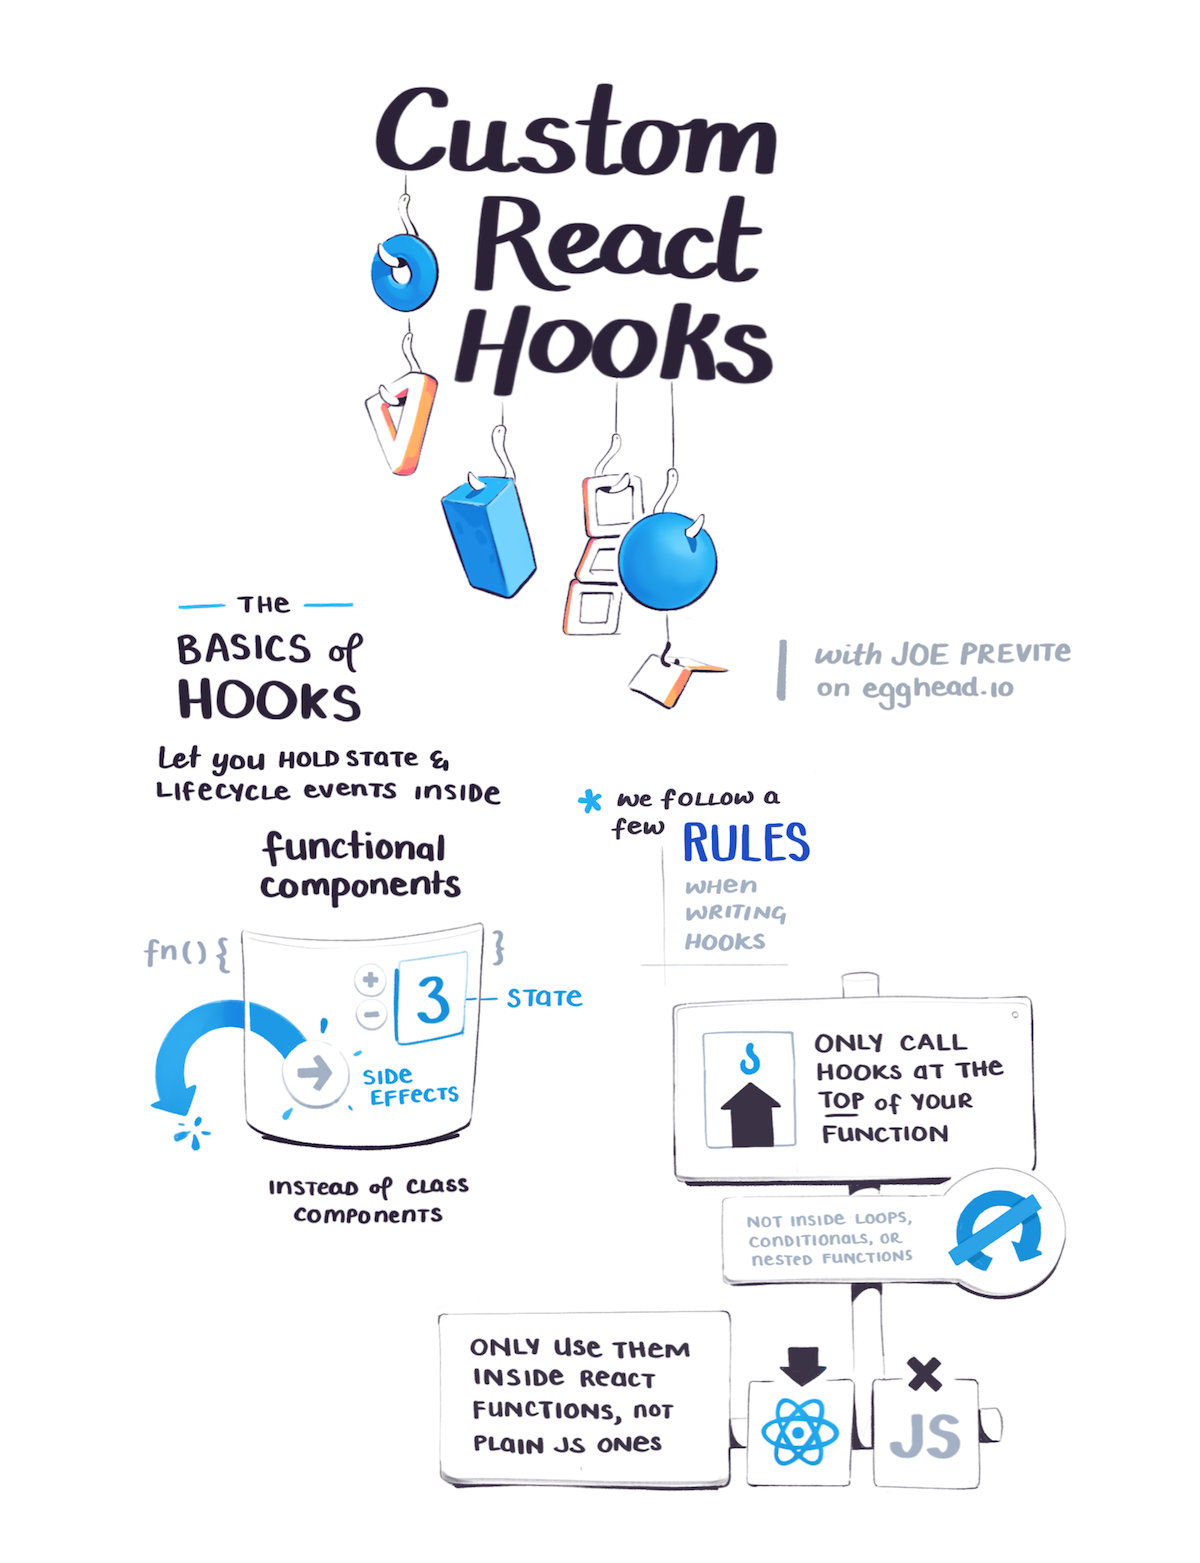 Custom
React
Hooks
with JOE PREVITE
on egghead.io
THE
BASICS of
HOOKS
Let you HOLD STATE &
LIFECYCLE EVENTS INSIDE
functional
components
fn() {
}
3
STATE
SIDE
EFFECTS
INSTEAD of CLASS
COMPONENTS
* WE FOLLOW A
few RULES
WHEN
WRITING
HOOKS
ONLY CALL
HOOKS AT THE
TOP of YOUR
FUNCTION
NOT INSIDE LOOPS,
CONDITIONALS, OR
NESTED FUNCTIONS
ONLY USE THEM
INSIDE REACT
FUNCTIONS, NOT
PLAIN JS ONES
JS